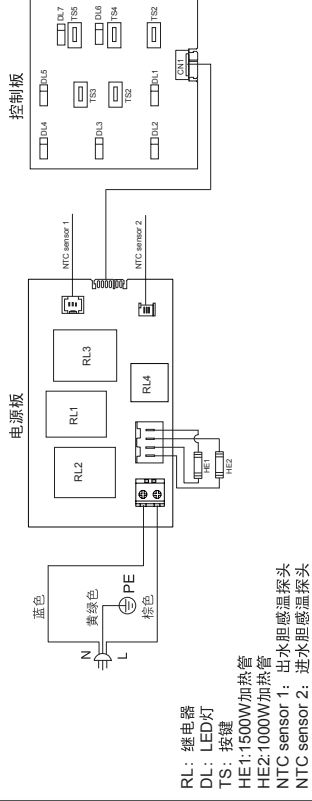 控制板
DL7
TS5
DL6
TS4
TS2
DL5
TS3
TS2
DL1
DL4
DL3
DL2
CN1
NTC sensor 1
NTC sensor 2
电源板
RL3
RL1
RL4
RL2
HE1
HE2
蓝色
黄绿色
PE
棕色
N
L
RL：继电器
DL：LED灯
TS：按键
HE1:1500W加热管
HE2:1000W加热管
NTC sensor 1：出水胆感温探头
NTC sensor 2：进水胆感温探头